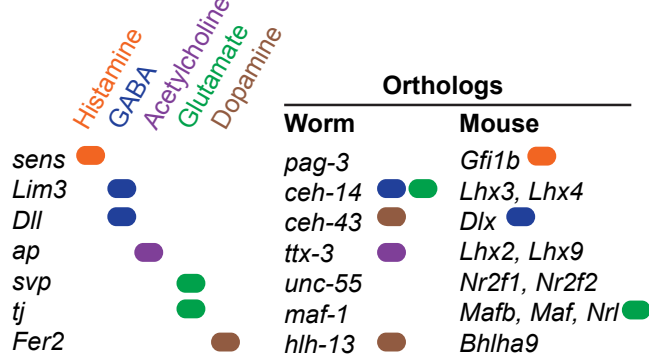 Histamine
GABA
Acetylcholine
Glutamate
Dopamine
Orthologs
Worm Mouse
sens pag-3 Gfi1b
Lim3 ceh-14 Lhx3, Lhx4
Dll ceh-43 Dlx
ap ttx-3 Lhx2, Lhx9
svp unc-55 Nr2f1, Nr2f2
tj maf-1 Mafb, Maf, Nrl
Fer2 hlh-13 Bhlha9